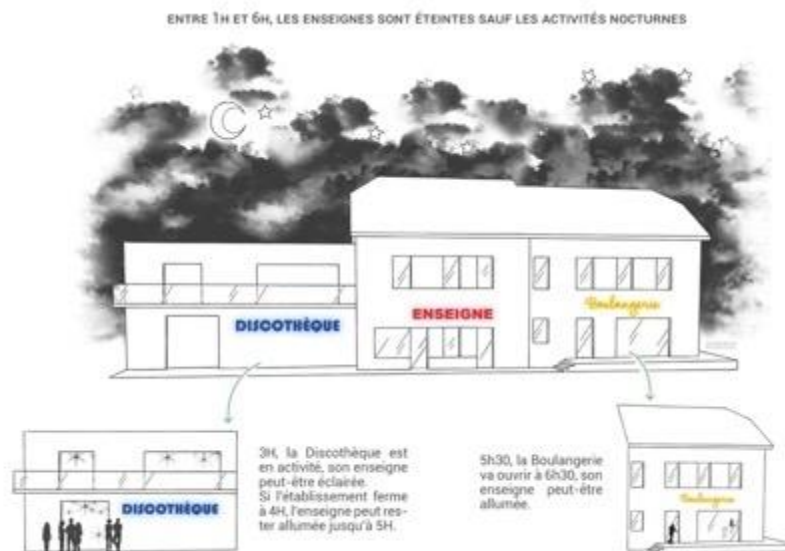 ENTRE 1H ET 6H, LES ENSEIGNES SONT ÉTEINTES SAUF LES ACTIVITÉS NOCTURNES
DISCOTHÈQUE
ENSEIGNE
Boulangerie
3H, la Discothèque est
en activité, son enseigne
peut-être éclairée.
Si l'établissement ferme
à 4H, l'enseigne peut res-
ter allumée jusqu'à 5H.
DISCOTHÈQUE
5h30, la Boulangerie
va ouvrir à 6h30, son
enseigne peut-être
allumée.
Boulangerie